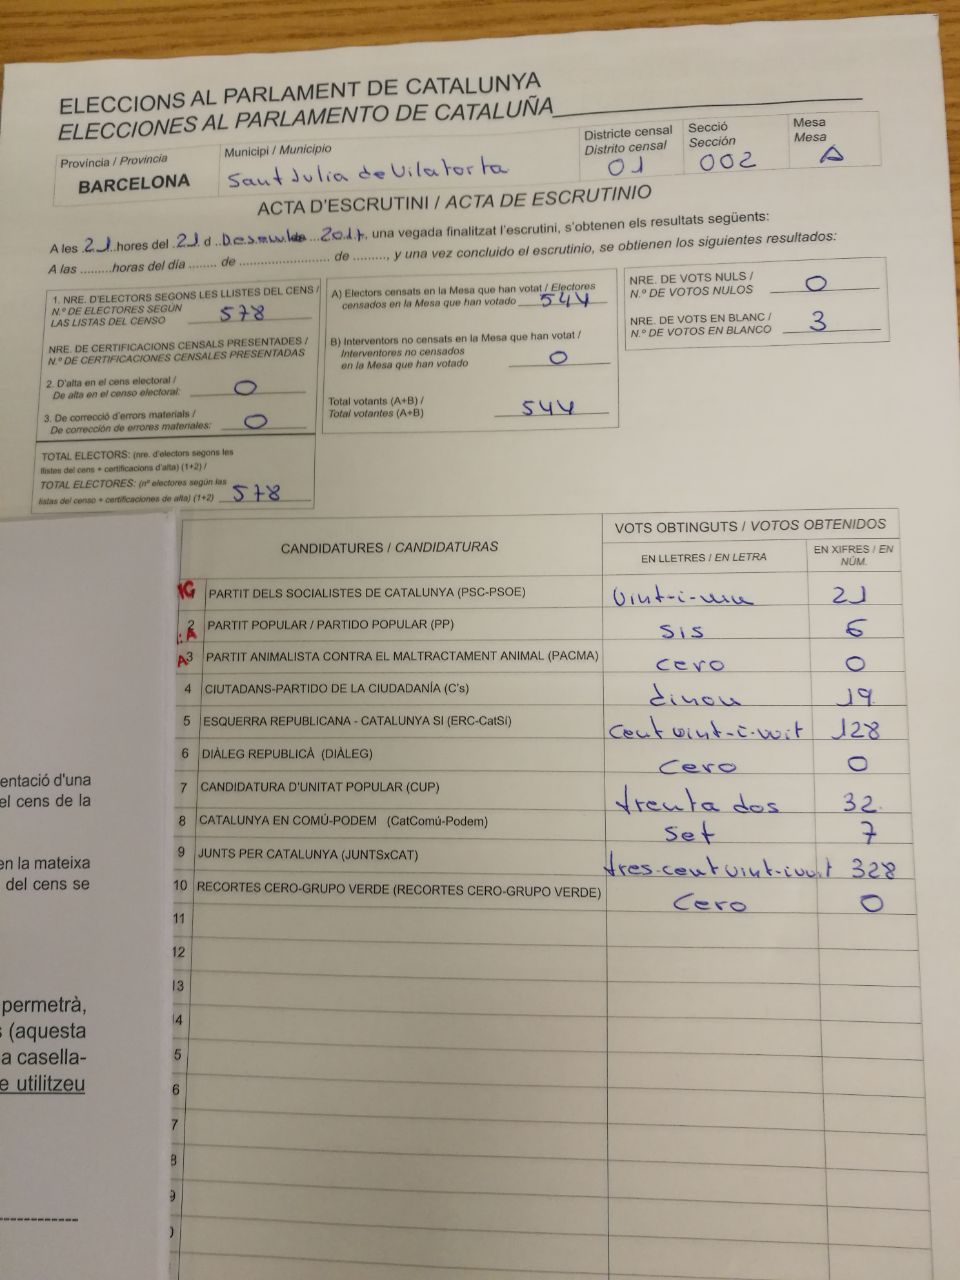 ELECCIONS AL PARLAMENT DE CATALUNYA
ELECCIONES AL PARLAMENTO DE CATALUÑA
Província / Provincia
BARCELONA
Municipi / Municipio
Sant Julia de Vilatorta
Districte censal
Distrito censal
01
Secció
Sección
002
Mesa
Mesa
A
ACTA D'ESCRUTINI / ACTA DE ESCRUTINIO
A les 21 hores del 21 d Desembre 2017, una vegada finalitzat l'escrutini, s'obtenen els resultats següents:
A las .........horas del día ........ de ........................ de ........., y una vez concluido el escrutinio, se obtienen los siguientes resultados:
1. NRE. D'ELECTORS SEGONS LES LLISTES DEL CENS /
N.º DE ELECTORES SEGÚN
LAS LISTAS DEL CENSO 578
NRE. DE CERTIFICACIONS CENSALS PRESENTADES /
N.º DE CERTIFICACIONES CENSALES PRESENTADAS
2. D'alta en el cens electoral /
De alta en el censo electoral: 0
3. De correcció d'errors materials /
De corrección de errores materiales: 0
TOTAL ELECTORS: (nre. d'electors segons les
llistes del cens + certificacions d'alta) (1+2) /
TOTAL ELECTORES: (nº electores según las
listas del censo + certificaciones de alta) (1+2) 578
A) Electors censats en la Mesa que han votat / Electores
censados en la Mesa que han votado 544
B) Interventors no censats en la Mesa que han votat /
Interventores no censados
en la Mesa que han votado 0
Total votants (A+B) /
Total votantes (A+B) 544
NRE. DE VOTS NULS /
N.º DE VOTOS NULOS 0
NRE. DE VOTS EN BLANC /
N.º DE VOTOS EN BLANCO 3
CANDIDATURES / CANDIDATURAS
VOTS OBTINGUTS / VOTOS OBTENIDOS
EN LLETRES / EN LETRA
EN XIFRES / EN
NÚM.
PARTIT DELS SOCIALISTES DE CATALUNYA (PSC-PSOE) vint-i-un 21
2 PARTIT POPULAR / PARTIDO POPULAR (PP) sis 6
3 PARTIT ANIMALISTA CONTRA EL MALTRACTAMENT ANIMAL (PACMA) cero 0
4 CIUTADANS-PARTIDO DE LA CIUDADANÍA (C's) dinou 19
5 ESQUERRA REPUBLICANA - CATALUNYA SI (ERC-CatSí) cent vint-i-vuit 128
6 DIÀLEG REPUBLICÀ (DIÀLEG) cero 0
7 CANDIDATURA D'UNITAT POPULAR (CUP) trenta dos 32
8 CATALUNYA EN COMÚ-PODEM (CatComú-Podem) set 7
9 JUNTS PER CATALUNYA (JUNTSxCAT) tres-cent vint-i-vuit 328
10 RECORTES CERO-GRUPO VERDE (RECORTES CERO-GRUPO VERDE) cero 0
11
12
13
14
5
6
7
8
9
entació d'una
el cens de la
en la mateixa
del cens se
permetrà,
s (aquesta
a casella-
e utilitzeu